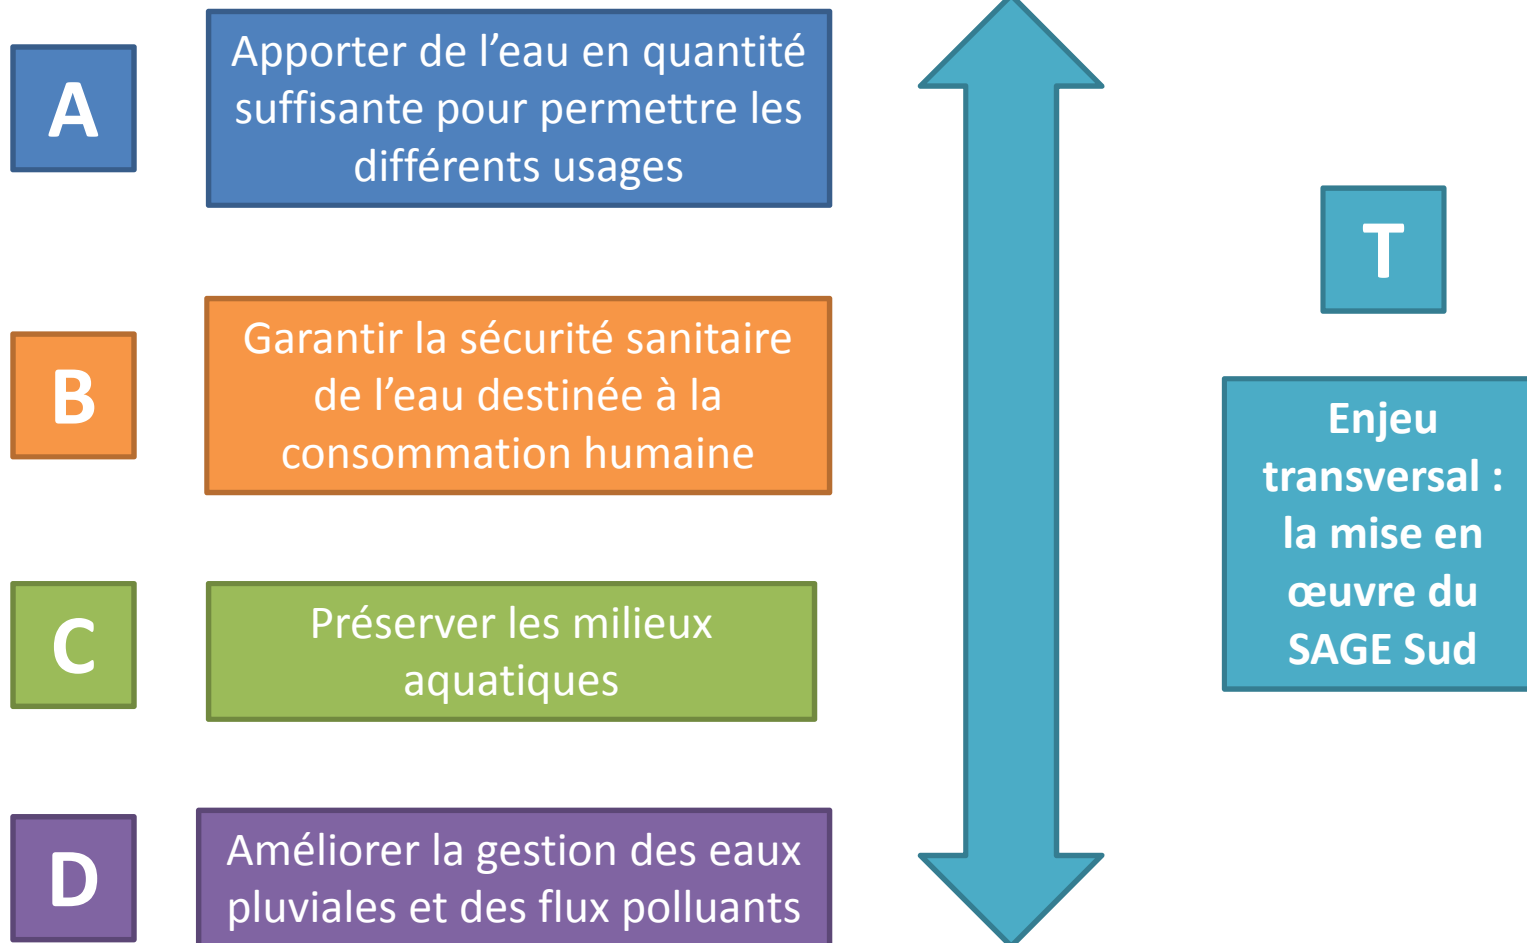 A
Apporter de l’eau en quantité
suffisante pour permettre les
différents usages
B
Garantir la sécurité sanitaire
de l’eau destinée à la
consommation humaine
C
Préserver les milieux
aquatiques
D
Améliorer la gestion des eaux
pluviales et des flux polluants
T
Enjeu
transversal :
la mise en
œuvre du
SAGE Sud